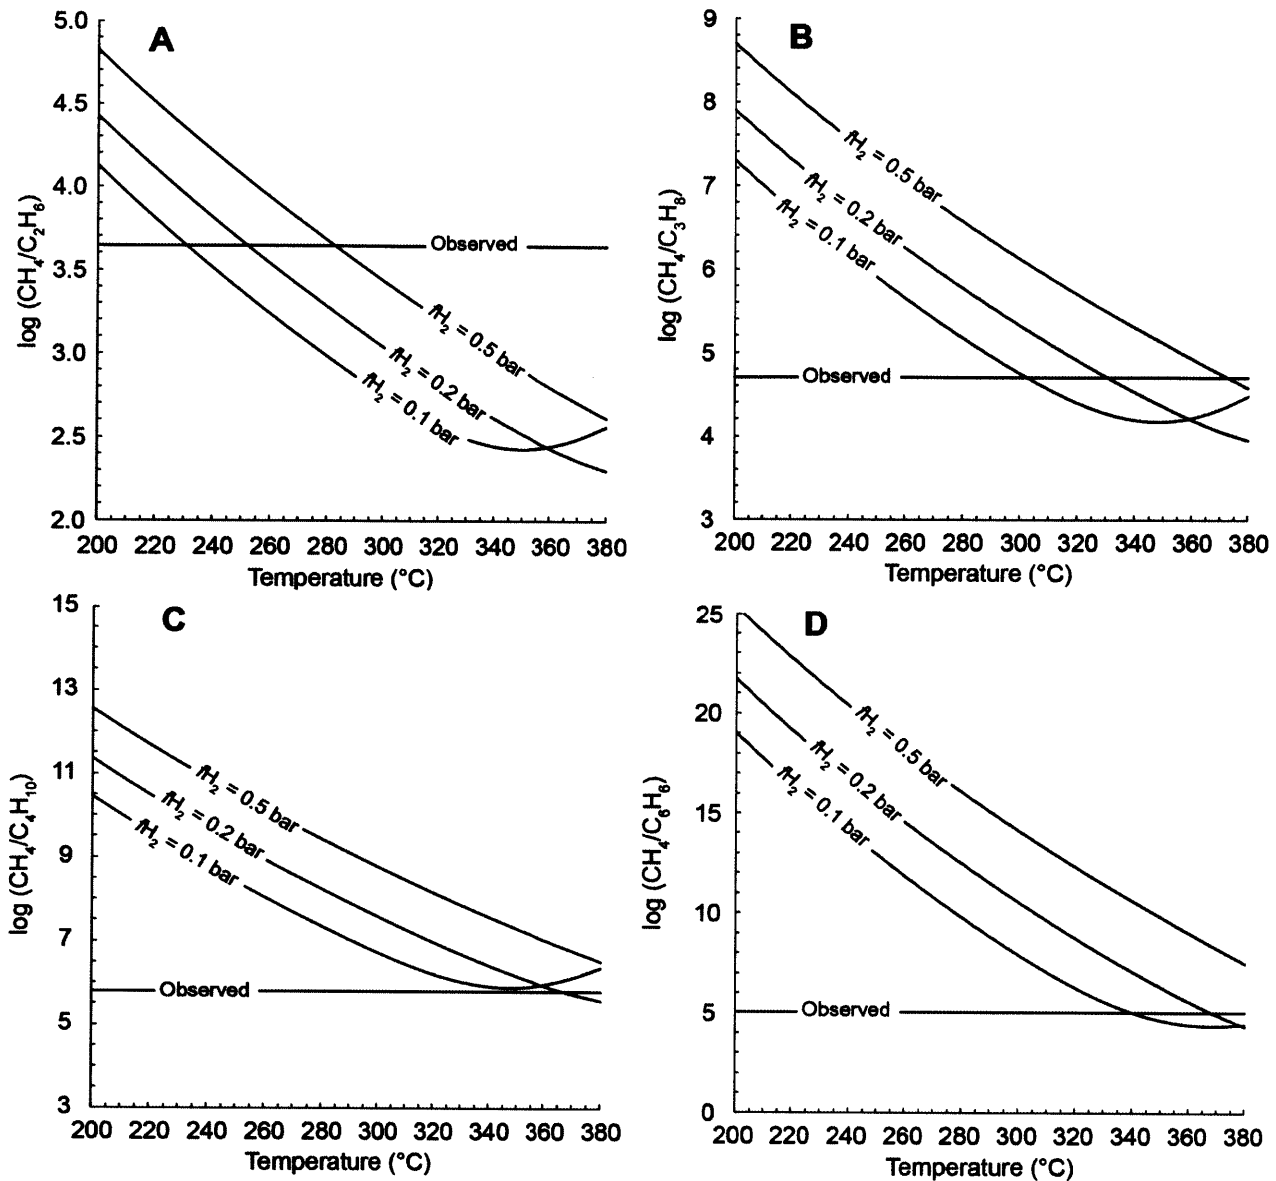 A
5.0
4.5
4.0
3.5
3.0
2.5
2.0
log (CH4/C2H6)
Observed
fH2 = 0.5 bar
fH2 = 0.2 bar
fH2 = 0.1 bar
200 220 240 260 280 300 320 340 360 380
Temperature (°C)
B
9
8
7
6
5
4
3
log (CH4/C3H8)
fH2 = 0.5 bar
fH2 = 0.2 bar
fH2 = 0.1 bar
Observed
200 220 240 260 280 300 320 340 360 380
Temperature (°C)
C
15
13
11
9
7
5
3
log (CH4/C4H10)
fH2 = 0.5 bar
fH2 = 0.2 bar
fH2 = 0.1 bar
Observed
200 220 240 260 280 300 320 340 360 380
Temperature (°C)
D
25
20
15
10
5
0
log (CH4/C6H6)
fH2 = 0.5 bar
fH2 = 0.2 bar
fH2 = 0.1 bar
Observed
200 220 240 260 280 300 320 340 360 380
Temperature (°C)